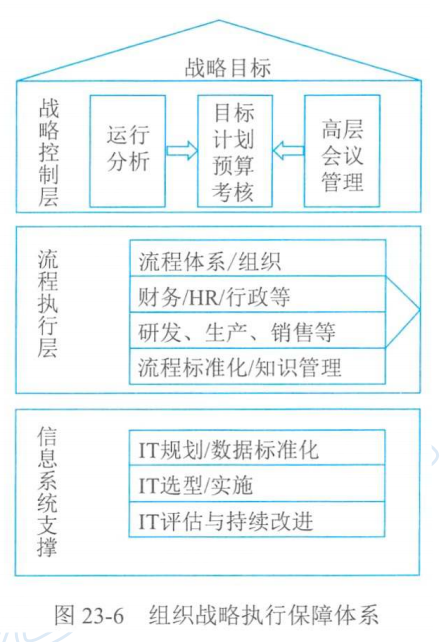 战略目标
战略控制层
运行
分析
目标
计划
预算
考核
高层
会议
管理
流程执行层
流程体系/组织
财务/HR/行政等
研发、生产、销售等
流程标准化/知识管理
信息系统支撑
IT规划/数据标准化
IT选型/实施
IT评估与持续改进
图 23-6 组织战略执行保障体系